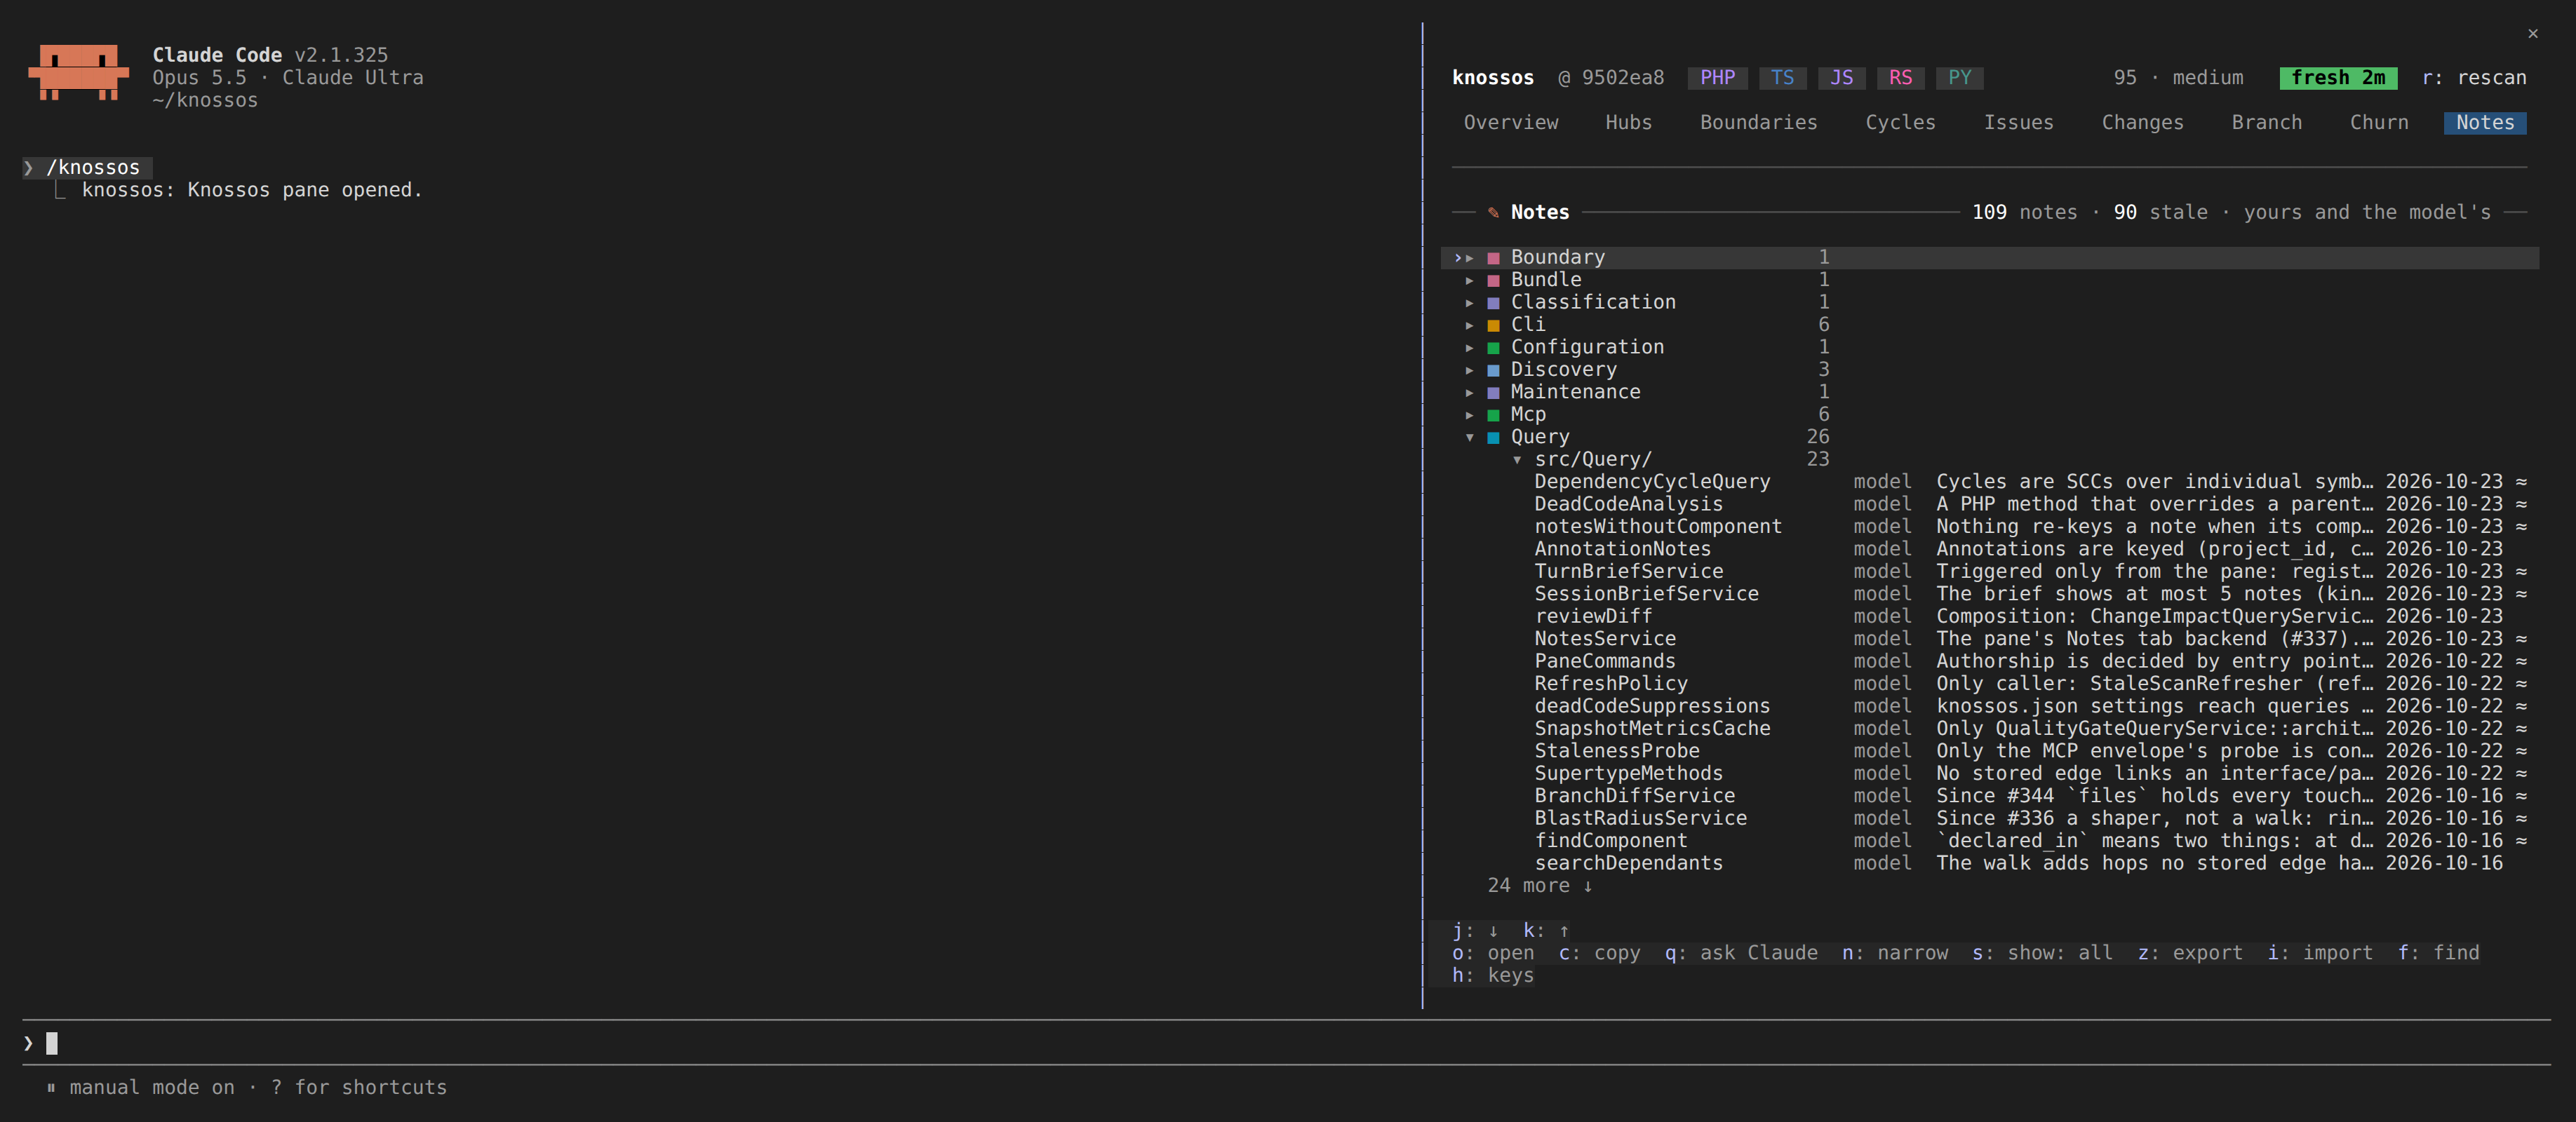 Claude Code v2.1.325
Opus 5.5 · Claude Ultra
~/knossos
❯ /knossos
⎿ knossos: Knossos pane opened.
×
knossos @ 9502ea8 PHP TS JS RS PY 95 · medium fresh 2m r: rescan
Overview Hubs Boundaries Cycles Issues Changes Branch Churn Notes
✎ Notes 109 notes · 90 stale · yours and the model's
›▸ ■ Boundary 1
▸ ■ Bundle 1
▸ ■ Classification 1
▸ ■ Cli 6
▸ ■ Configuration 1
▸ ■ Discovery 3
▸ ■ Maintenance 1
▸ ■ Mcp 6
▾ ■ Query 26
▾ src/Query/ 23
DependencyCycleQuery model Cycles are SCCs over individual symb… 2026-10-23 ≈
DeadCodeAnalysis model A PHP method that overrides a parent… 2026-10-23 ≈
notesWithoutComponent model Nothing re-keys a note when its comp… 2026-10-23 ≈
AnnotationNotes model Annotations are keyed (project_id, c… 2026-10-23
TurnBriefService model Triggered only from the pane: regist… 2026-10-23 ≈
SessionBriefService model The brief shows at most 5 notes (kin… 2026-10-23 ≈
reviewDiff model Composition: ChangeImpactQueryServic… 2026-10-23
NotesService model The pane's Notes tab backend (#337).… 2026-10-23 ≈
PaneCommands model Authorship is decided by entry point… 2026-10-22 ≈
RefreshPolicy model Only caller: StaleScanRefresher (ref… 2026-10-22 ≈
deadCodeSuppressions model knossos.json settings reach queries … 2026-10-22 ≈
SnapshotMetricsCache model Only QualityGateQueryService::archit… 2026-10-22 ≈
StalenessProbe model Only the MCP envelope's probe is con… 2026-10-22 ≈
SupertypeMethods model No stored edge links an interface/pa… 2026-10-22 ≈
BranchDiffService model Since #344 `files` holds every touch… 2026-10-16 ≈
BlastRadiusService model Since #336 a shaper, not a walk: rin… 2026-10-16 ≈
findComponent model `declared_in` means two things: at d… 2026-10-16 ≈
searchDependants model The walk adds hops no stored edge ha… 2026-10-16
24 more ↓
j: ↓ k: ↑
o: open c: copy q: ask Claude n: narrow s: show: all z: export i: import f: find
h: keys
❯
⏸ manual mode on · ? for shortcuts